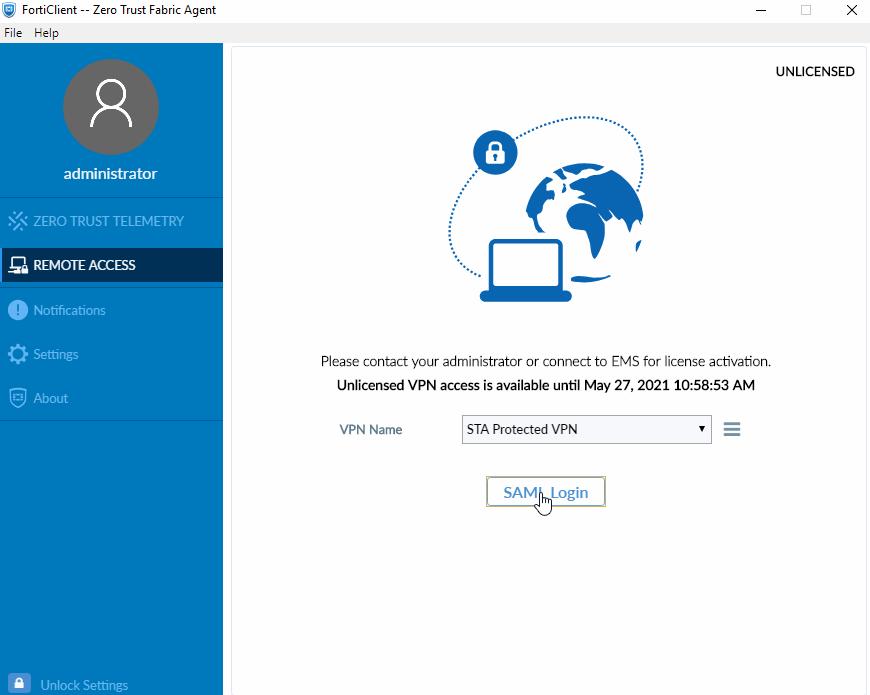 FortiClient -- Zero Trust Fabric Agent
File Help
administrator
ZERO TRUST TELEMETRY
REMOTE ACCESS
Notifications
Settings
About
Unlock Settings
UNLICENSED
Please contact your administrator or connect to EMS for license activation.
Unlicensed VPN access is available until May 27, 2021 10:58:53 AM
VPN Name STA Protected VPN
SAML Login